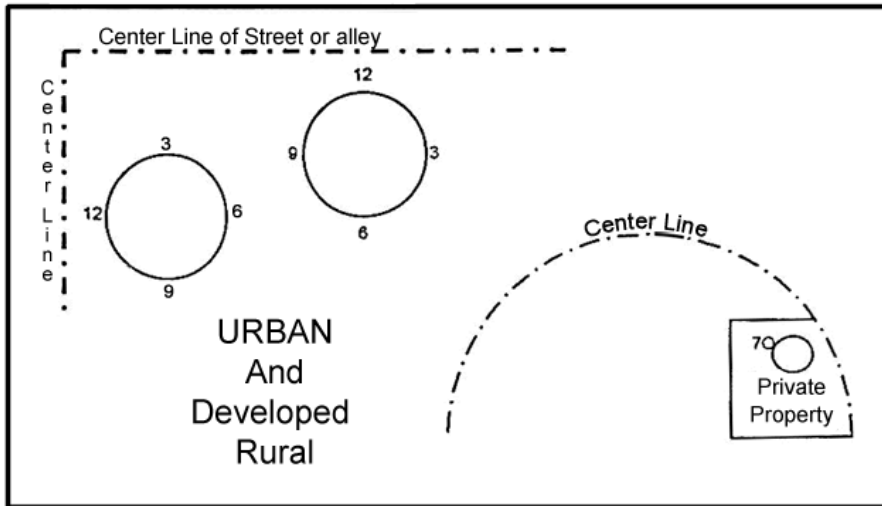 Center Line of Street or alley
Center Line
12
9
3
6
3
12
6
9
Center Line
URBAN
And
Developed
Rural
7
Private
Property